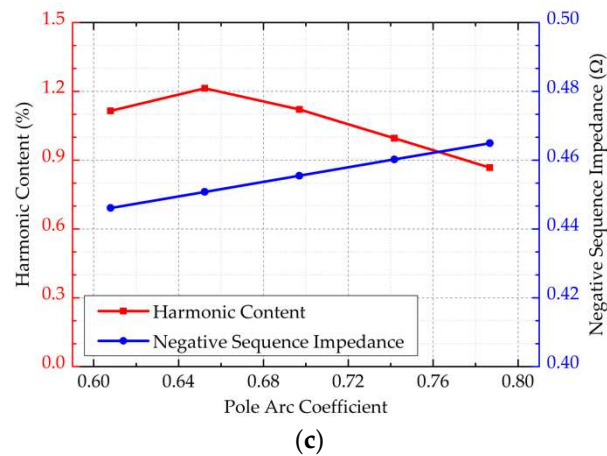 1.5
1.2
0.9
0.6
0.3
0.0
Harmonic Content (%)
0.50
0.48
0.46
0.44
0.42
0.40
Negative Sequence Impedance (Ω)
Harmonic Content
Negative Sequence Impedance
0.60 0.64 0.68 0.72 0.76 0.80
Pole Arc Coefficient
(c)